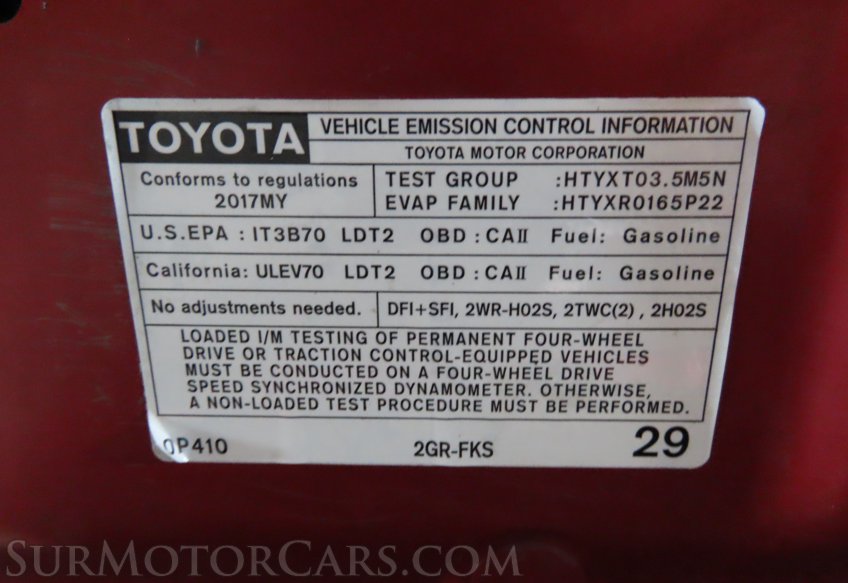 TOYOTA
VEHICLE EMISSION CONTROL INFORMATION
TOYOTA MOTOR CORPORATION
Conforms to regulations
2017MY
TEST GROUP :HTYXT03.5M5N
EVAP FAMILY :HTYXR0165P22
U.S.EPA : IT3B70 LDT2 OBD : CAII Fuel: Gasoline
California: ULEV70 LDT2 OBD : CAII Fuel: Gasoline
No adjustments needed.
DFI+SFI, 2WR-HO2S, 2TWC(2) , 2HO2S
LOADED I/M TESTING OF PERMANENT FOUR-WHEEL
DRIVE OR TRACTION CONTROL-EQUIPPED VEHICLES
MUST BE CONDUCTED ON A FOUR-WHEEL DRIVE
SPEED SYNCHRONIZED DYNAMOMETER. OTHERWISE,
A NON-LOADED TEST PROCEDURE MUST BE PERFORMED.
0P410 2GR-FKS 29
SURMOTORCARS.COM